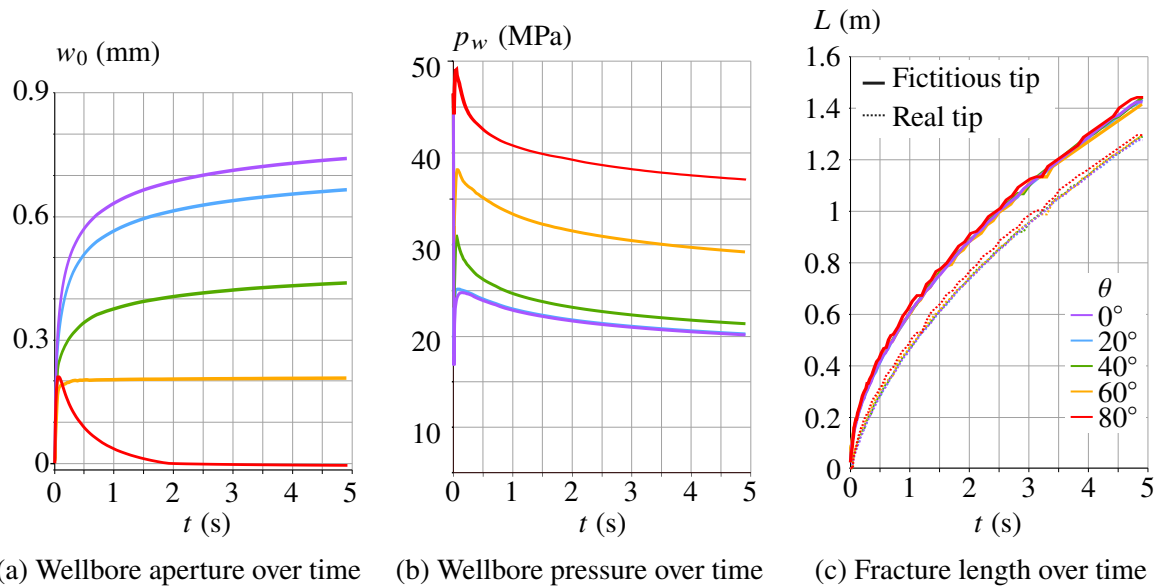 w₀ (mm)
0.9
0.6
0.3
0
0 1 2 3 4 5
t (s)
(a) Wellbore aperture over time
p_w (MPa)
50
40
30
20
10
0 1 2 3 4 5
t (s)
(b) Wellbore pressure over time
L (m)
1.6
1.4
1.2
1
0.8
0.6
0.4
0.2
0
Fictitious tip
Real tip
θ
0°
20°
40°
60°
80°
0 1 2 3 4 5
t (s)
(c) Fracture length over time